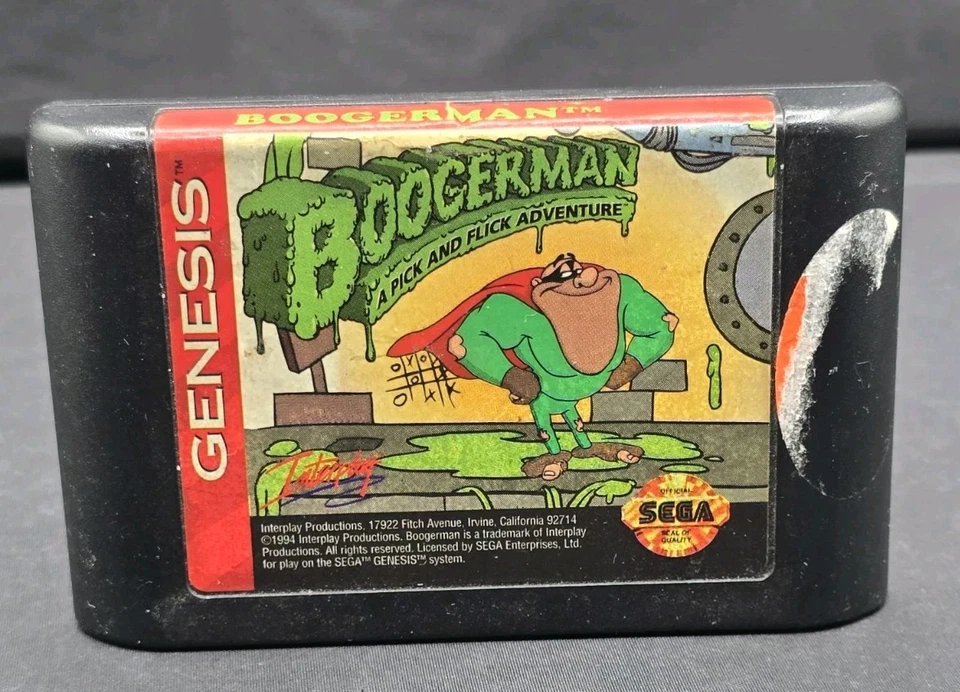 BOOGERMAN™
GENESIS™
BOOGERMAN
A PICK AND FLICK ADVENTURE™
Interplay
OFFICIAL
SEGA
SEAL OF
QUALITY
Interplay Productions, 17922 Fitch Avenue, Irvine, California 92714
©1994 Interplay Productions. Boogerman is a trademark of Interplay
Productions. All rights reserved. Licensed by SEGA Enterprises, Ltd.
for play on the SEGA™ GENESIS™ system.